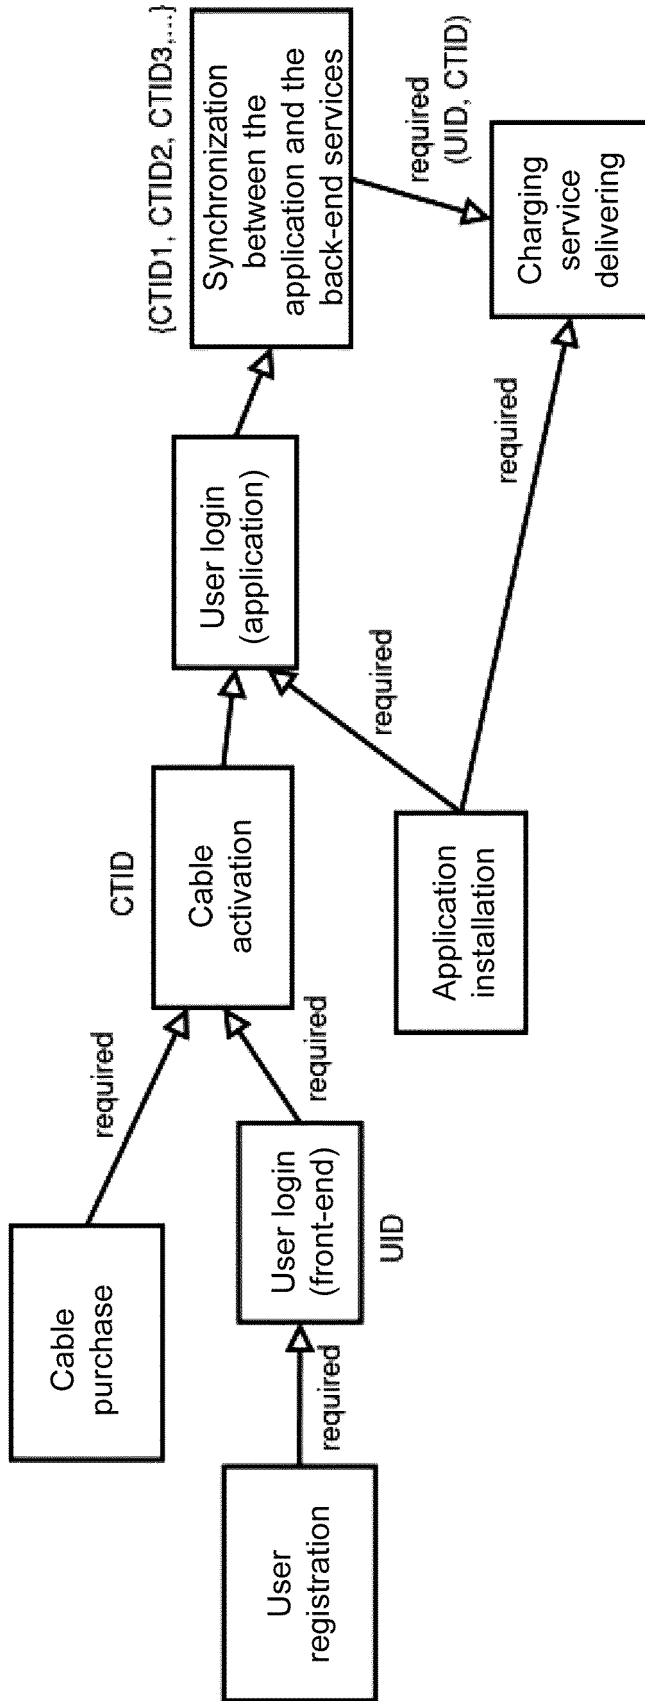 Cable
purchase
required
User
registration
required
User login
(front-end)
UID
required
CTID
Cable
activation
Application
installation
required
required
User login
(application)
{CTID1, CTID2, CTID3,...}
Synchronization
between the
application and the
back-end services
required
(UID, CTID)
Charging
service
delivering